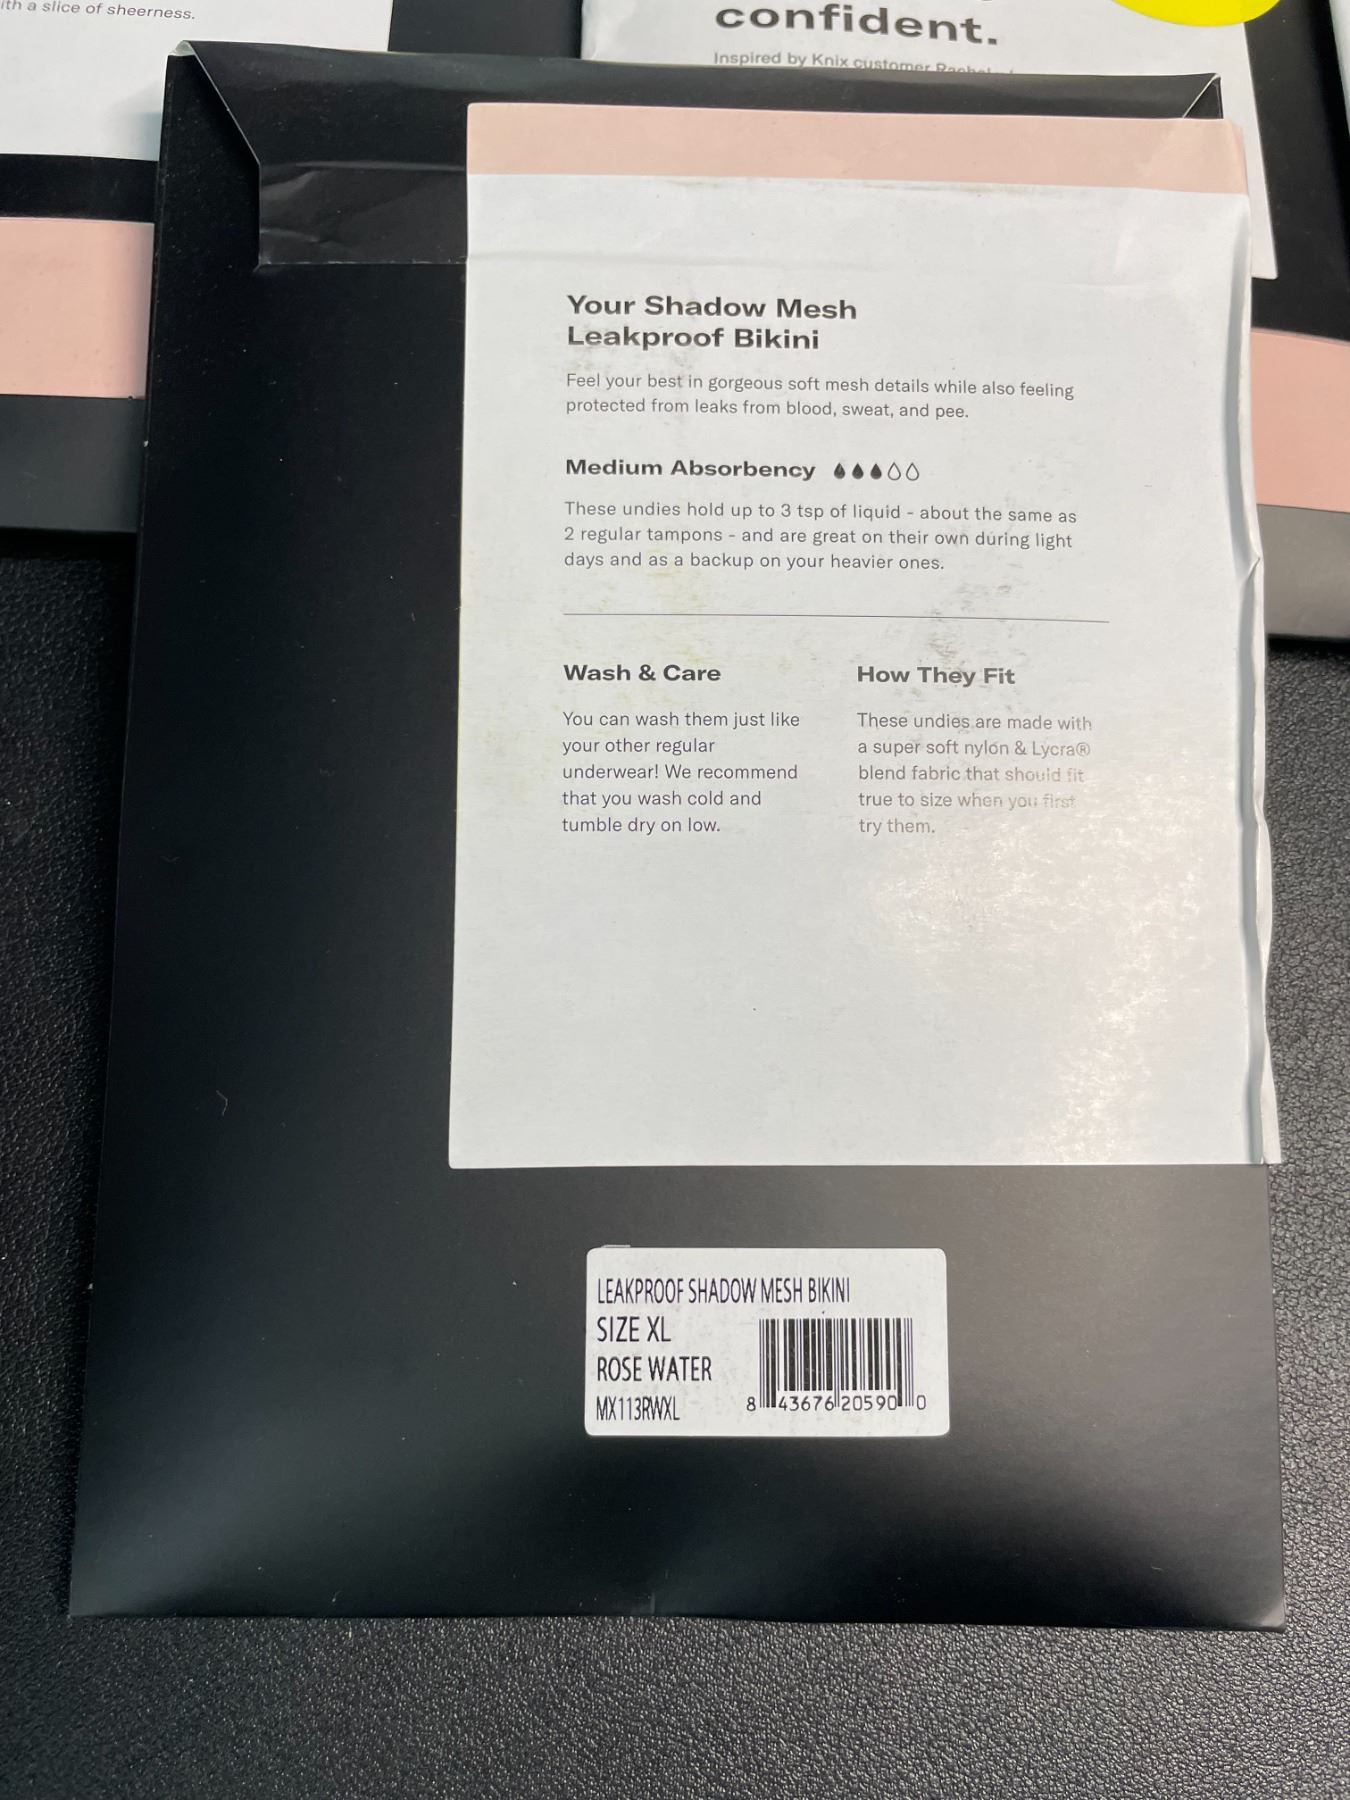 ith a slice of sheerness.
confident.
Inspired by Knix customer
Your Shadow Mesh
Leakproof Bikini
Feel your best in gorgeous soft mesh details while also feeling
protected from leaks from blood, sweat, and pee.
Medium Absorbency
These undies hold up to 3 tsp of liquid - about the same as
2 regular tampons - and are great on their own during light
days and as a backup on your heavier ones.
Wash & Care
You can wash them just like
your other regular
underwear! We recommend
that you wash cold and
tumble dry on low.
How They Fit
These undies are made with
a super soft nylon & Lycra®
blend fabric that should fit
true to size when you first
try them.
LEAKPROOF SHADOW MESH BIKINI
SIZE XL
ROSE WATER
MX113RWXL
8 43676 20590 0